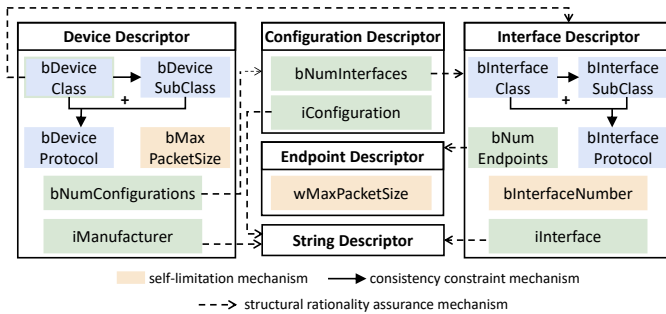 Device Descriptor
bDevice
Class
bDevice
SubClass
+
bDevice
Protocol
bMax
PacketSize
bNumConfigurations
iManufacturer
Configuration Descriptor
bNumInterfaces
iConfiguration
Endpoint Descriptor
wMaxPacketSize
String Descriptor
Interface Descriptor
bInterface
Class
bInterface
SubClass
+
bNum
Endpoints
bInterface
Protocol
bInterfaceNumber
iInterface
self-limitation mechanism
consistency constraint mechanism
structural rationality assurance mechanism